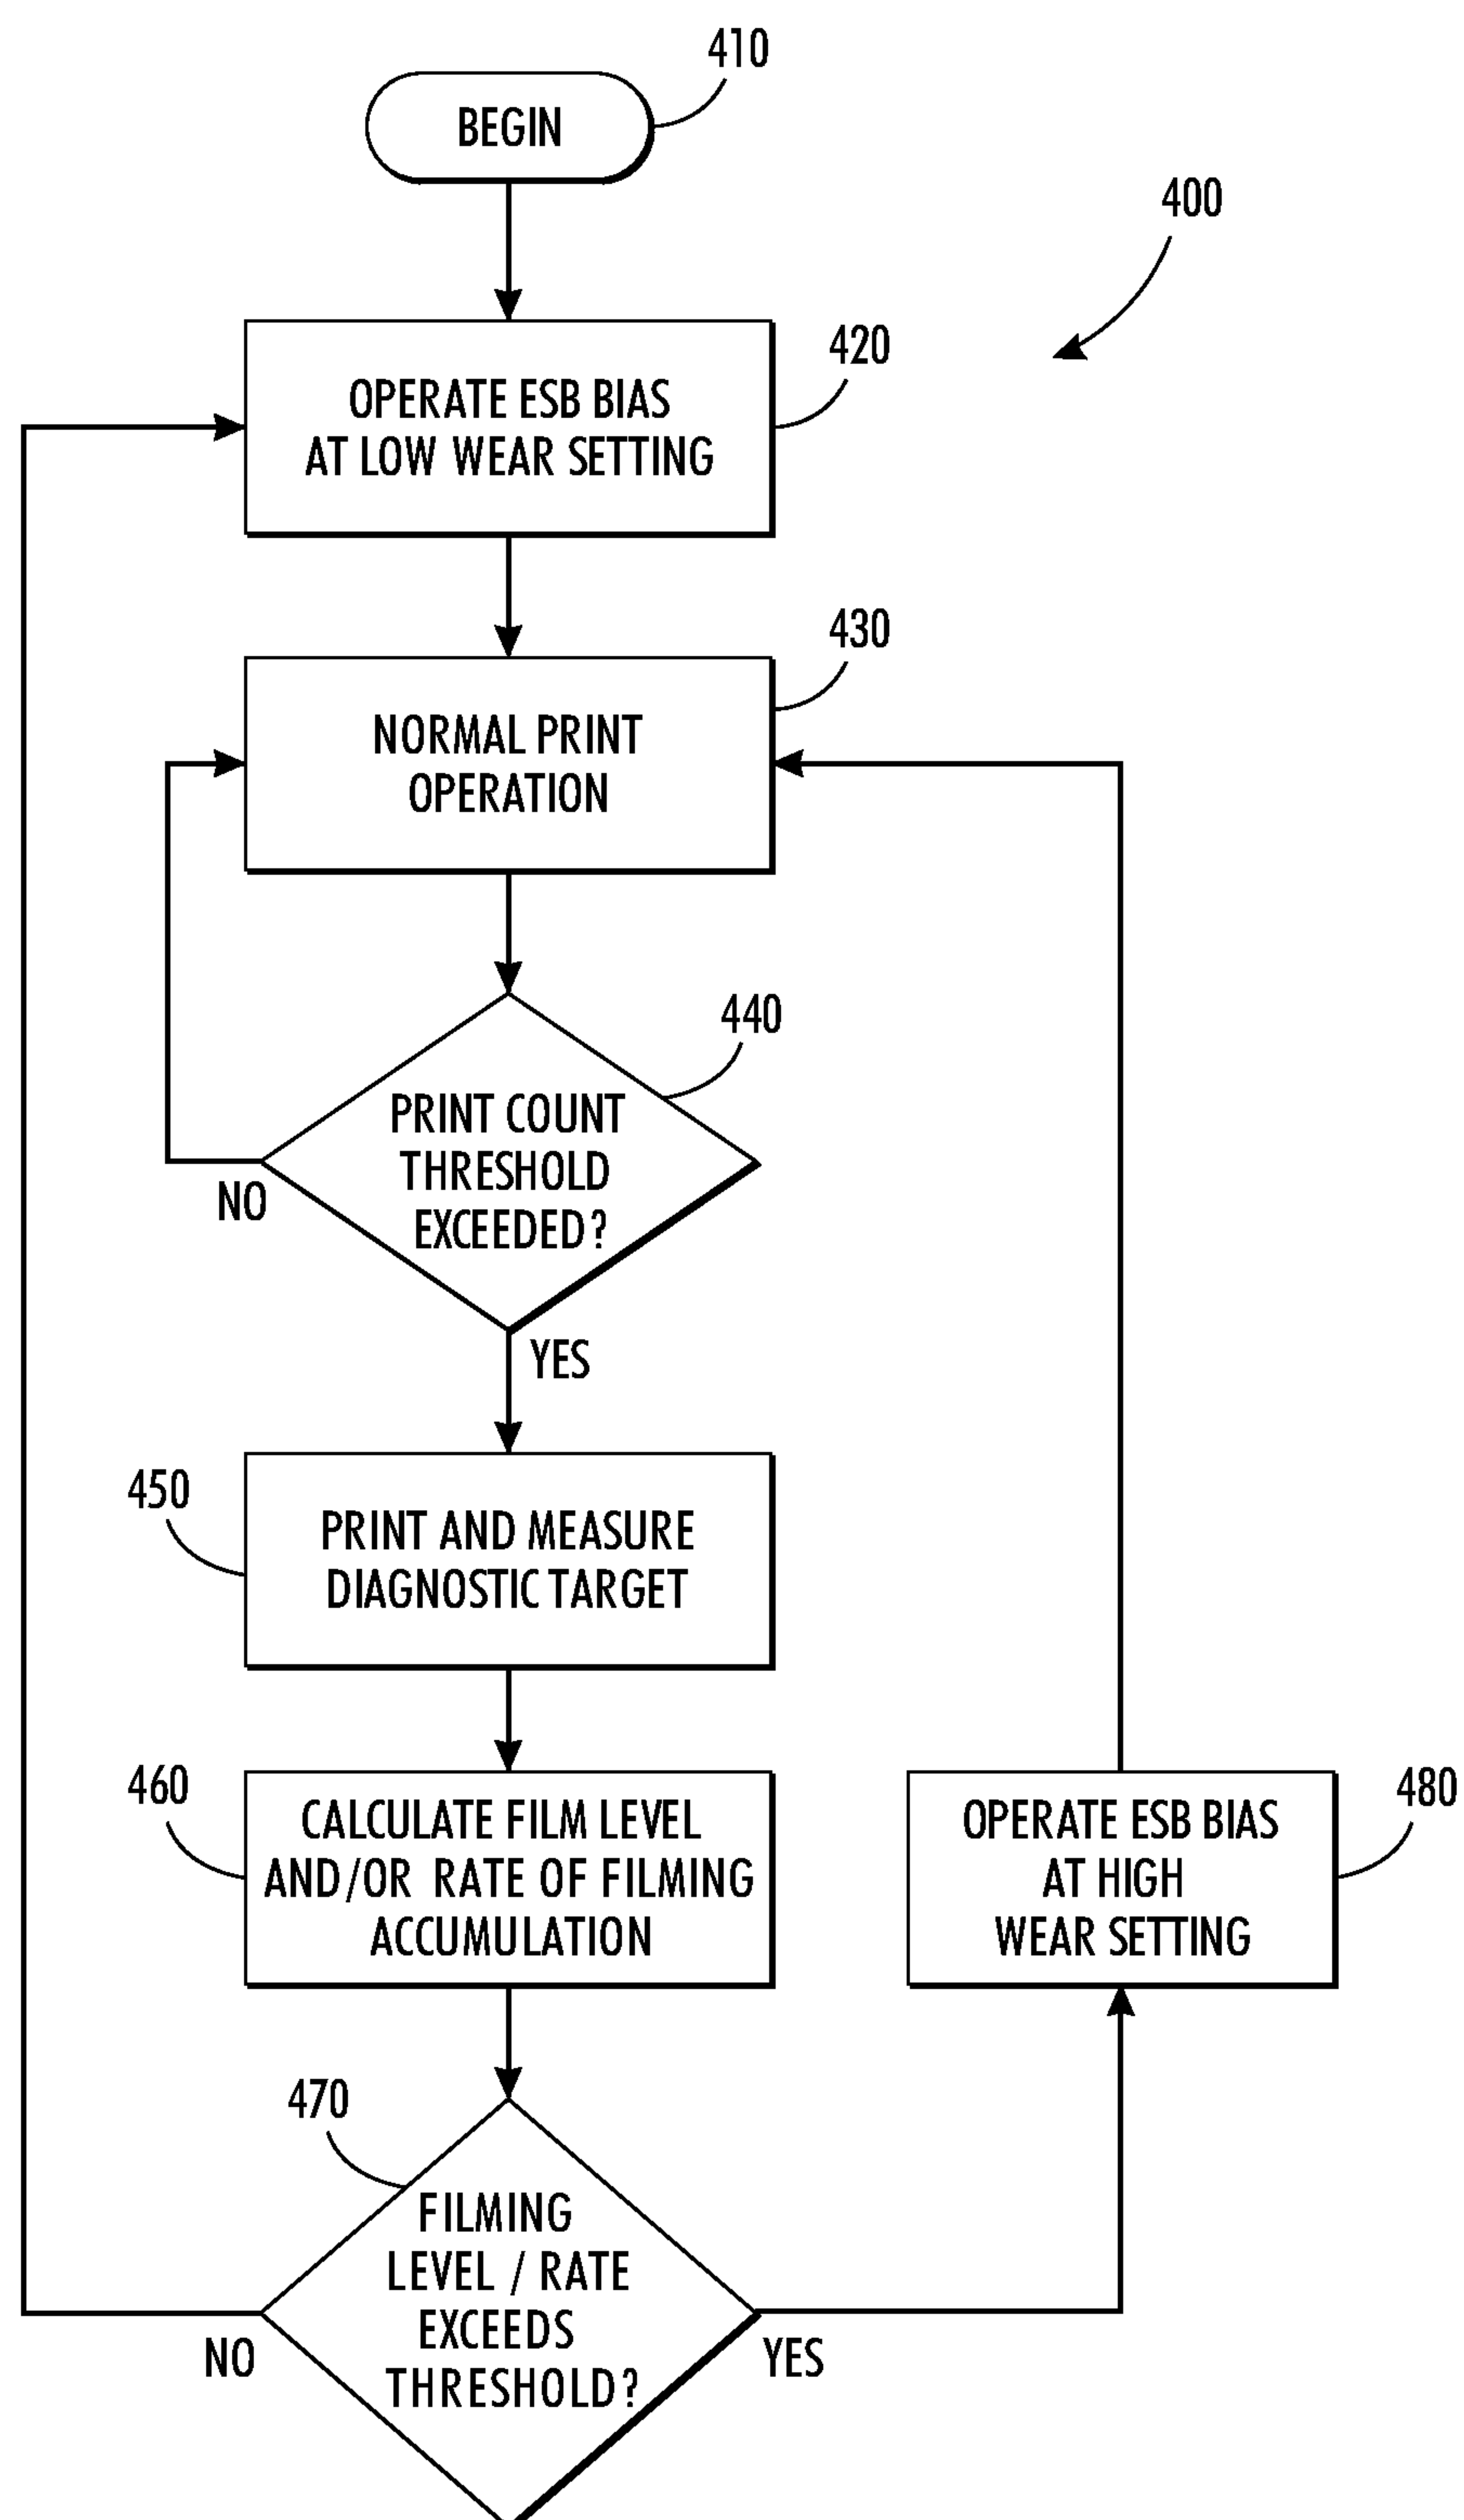 410
BEGIN
400
420
OPERATE ESB BIAS
AT LOW WEAR SETTING
430
NORMAL PRINT
OPERATION
440
PRINT COUNT
THRESHOLD
EXCEEDED?
NO
YES
450
PRINT AND MEASURE
DIAGNOSTIC TARGET
460
CALCULATE FILM LEVEL
AND/OR RATE OF FILMING
ACCUMULATION
480
OPERATE ESB BIAS
AT HIGH
WEAR SETTING
470
FILMING
LEVEL / RATE
EXCEEDS
THRESHOLD?
NO
YES